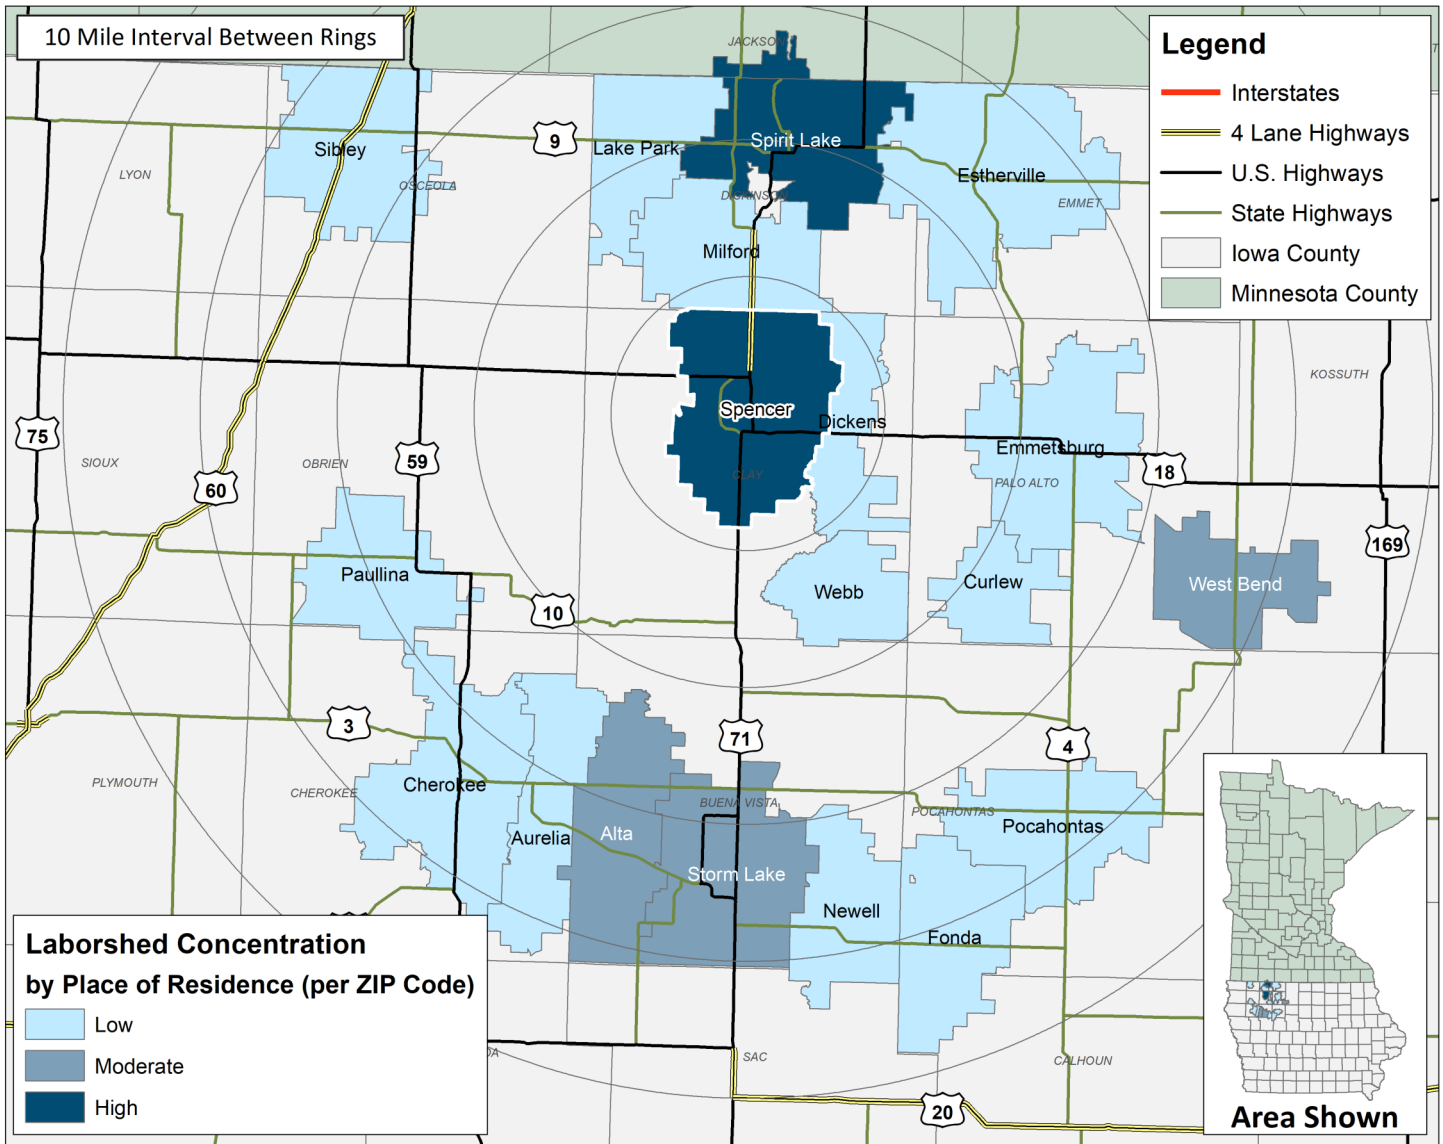 10 Mile Interval Between Rings
JACKSON
Legend
Interstates
4 Lane Highways
U.S. Highways
State Highways
Iowa County
Minnesota County
Spirit Lake
9
Lake Park
Sibley
LYON
OSCEOLA
DICKINSON
Estherville
EMMET
Milford
KOSSUTH
Spencer
Dickens
75
59
60
SIOUX
OBRIEN
CLAY
Emmetsburg
PALO ALTO
18
169
Paullina
Webb
Curlew
West Bend
10
3
71
4
PLYMOUTH
CHEROKEE
Cherokee
BUENA VISTA
POCAHONTAS
Pocahontas
Aurelia
Alta
Storm Lake
Newell
Fonda
Laborshed Concentration
by Place of Residence (per ZIP Code)
Low
Moderate
High
SAC
CALHOUN
20
Area Shown